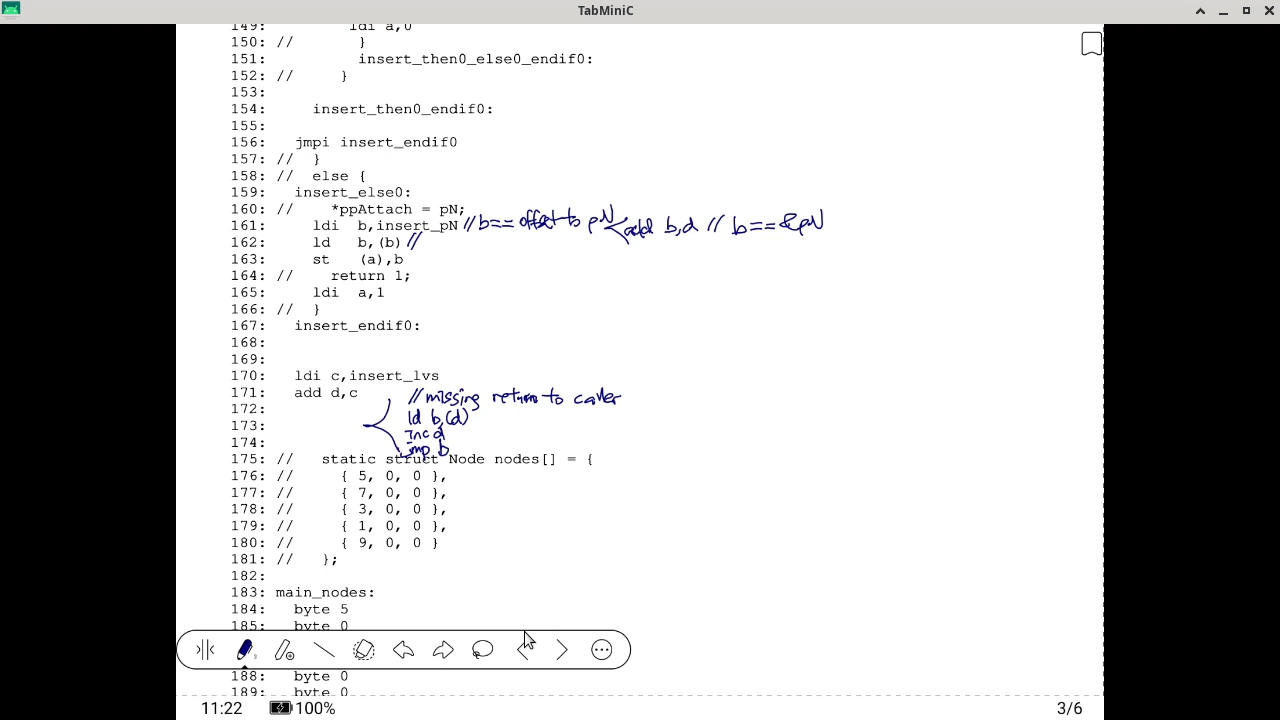 TabMiniC
149: ldi a,0
150: // }
151: insert_then0_else0_endif0:
152: // }
153:
154: insert_then0_endif0:
155:
156: jmpi insert_endif0
157: // }
158: // else {
159: insert_else0:
160: // *ppAttach = pN;
161: ldi b,insert_pN // b== offset to pN < add b,d // b== &pN
162: ld b,(b) //
163: st (a),b
164: // return 1;
165: ldi a,1
166: // }
167: insert_endif0:
168:
169:
170: ldi c,insert_lvs
171: add d,c // missing return to caller
172: ld b,(d)
173: inc d
174: jmp b
175: // static struct Node nodes[] = {
176: // { 5, 0, 0 },
177: // { 7, 0, 0 },
178: // { 3, 0, 0 },
179: // { 1, 0, 0 },
180: // { 9, 0, 0 }
181: // };
182:
183: main_nodes:
184: byte 5
185: byte 0
188: byte 0
189: byte 0
11:22 100% 3/6